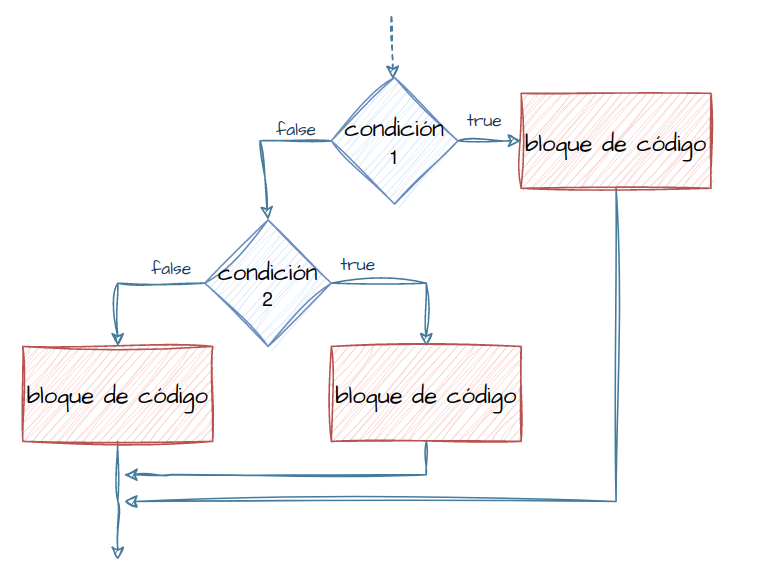 false
condición
1
true
bloque de código
false
condición
2
true
bloque de código
bloque de código